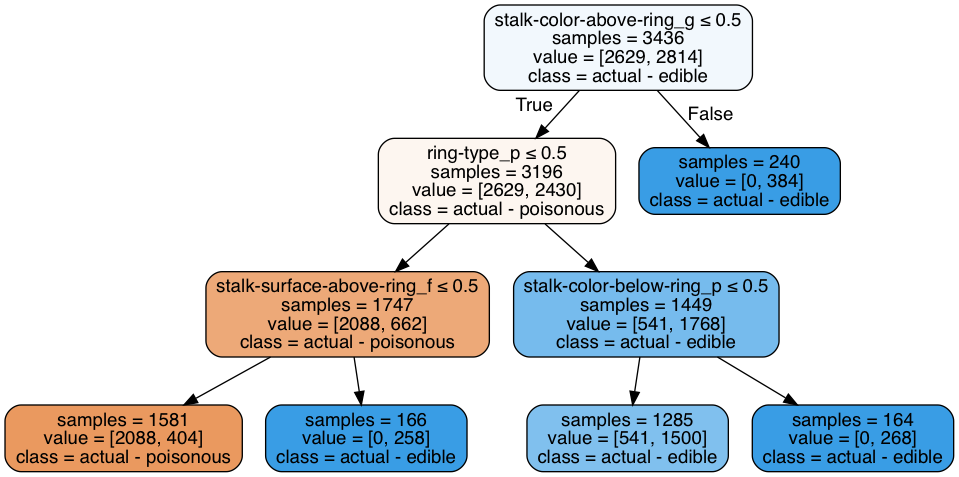 stalk-color-above-ring_g ≤ 0.5
samples = 3436
value = [2629, 2814]
class = actual - edible
True
False
ring-type_p ≤ 0.5
samples = 3196
value = [2629, 2430]
class = actual - poisonous
samples = 240
value = [0, 384]
class = actual - edible
stalk-surface-above-ring_f ≤ 0.5
samples = 1747
value = [2088, 662]
class = actual - poisonous
stalk-color-below-ring_p ≤ 0.5
samples = 1449
value = [541, 1768]
class = actual - edible
samples = 1581
value = [2088, 404]
class = actual - poisonous
samples = 166
value = [0, 258]
class = actual - edible
samples = 1285
value = [541, 1500]
class = actual - edible
samples = 164
value = [0, 268]
class = actual - edible